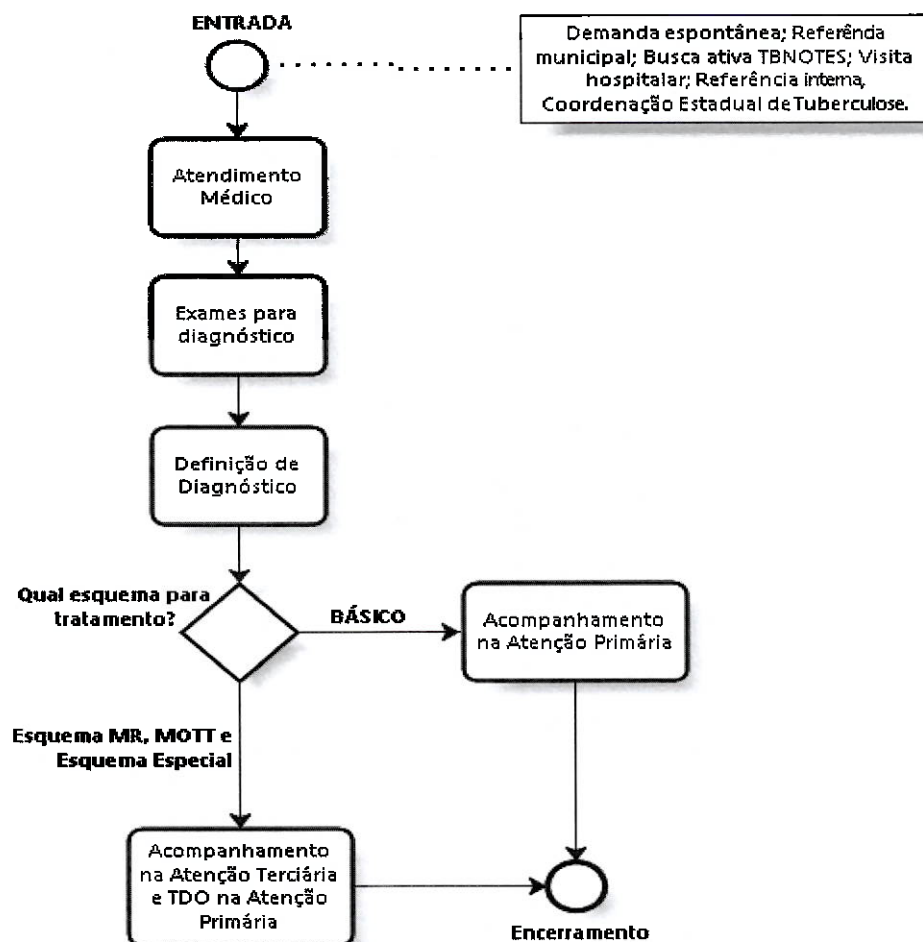 ENTRADA
Demanda espontânea; Referência
municipal; Busca ativa TBNOTES; Visita
hospitalar; Referência interna,
Coordenação Estadual de Tuberculose.
Atendimento
Médico
Exames para
diagnóstico
Definição de
Diagnóstico
Qual esquema para
tratamento?
BÁSICO
Acompanhamento
na Atenção Primária
Esquema MR, MOTT e
Esquema Especial
Acompanhamento
na Atenção Terciária
e TDO na Atenção
Primária
Encerramento